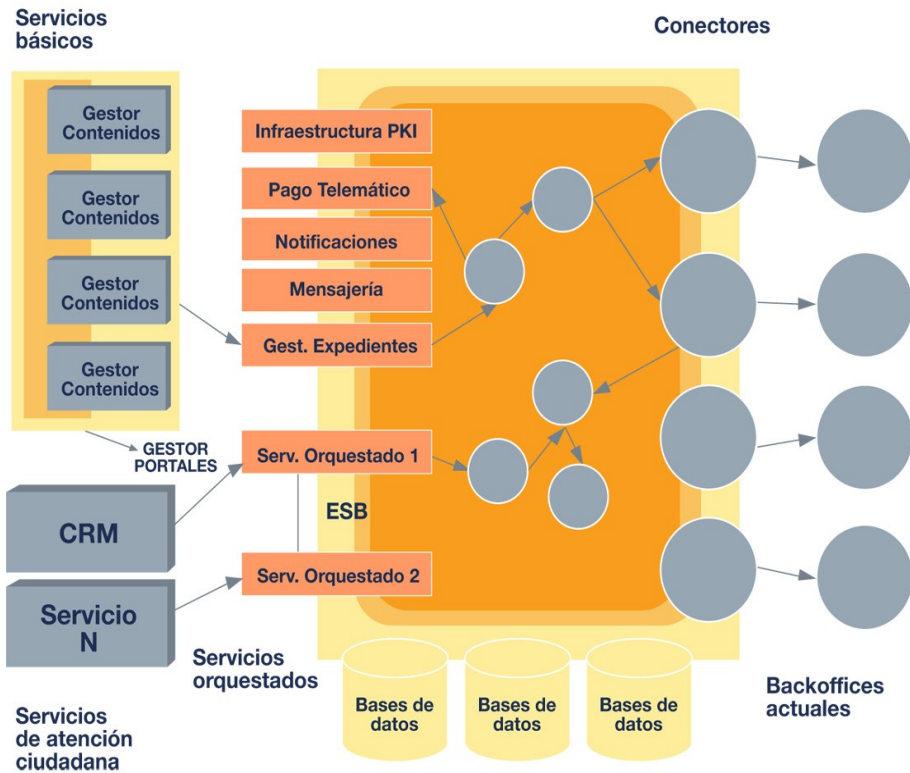 Servicios
básicos
Conectores
Gestor
Contenidos
Gestor
Contenidos
Gestor
Contenidos
Gestor
Contenidos
Infraestructura PKI
Pago Telemático
Notificaciones
Mensajería
Gest. Expedientes
GESTOR
PORTALES
Serv. Orquestado 1
ESB
Serv. Orquestado 2
CRM
Servicio
N
Servicios
orquestados
Bases de
datos
Bases de
datos
Bases de
datos
Backoffices
actuales
Servicios
de atención
ciudadana